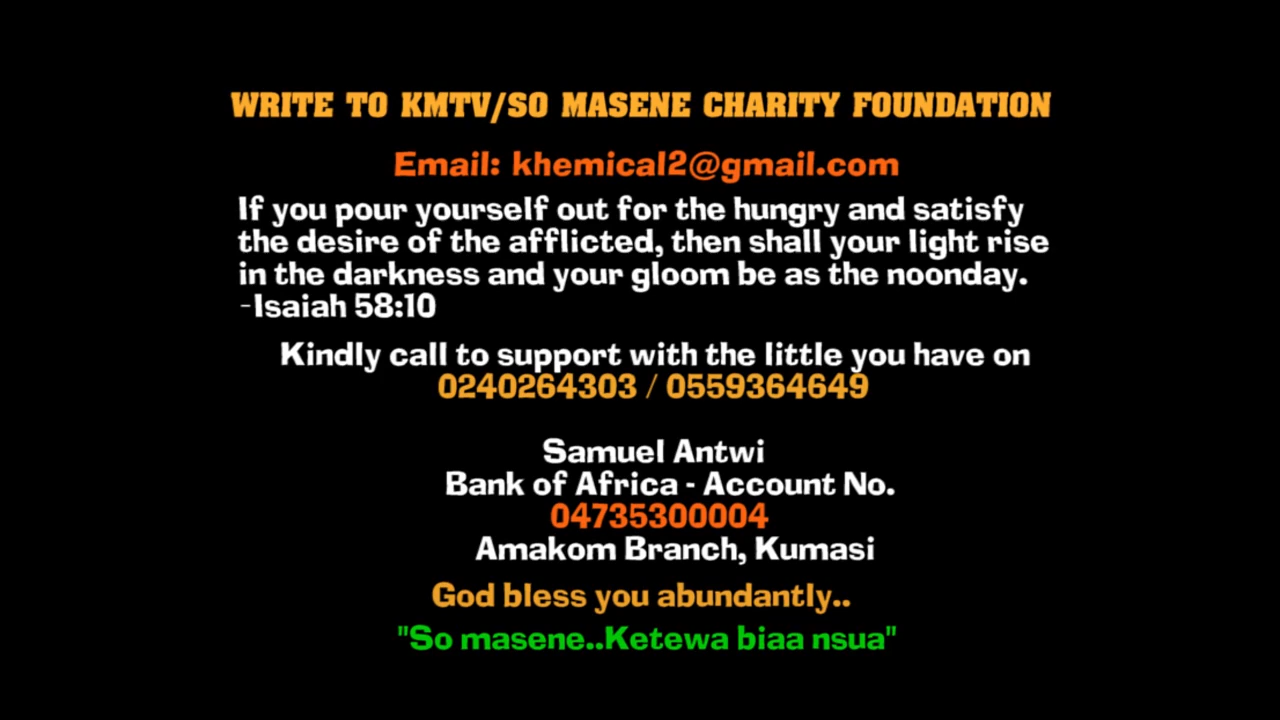 WRITE TO KMTV/SO MASENE CHARITY FOUNDATION
Email: khemical2@gmail.com
If you pour yourself out for the hungry and satisfy
the desire of the afflicted, then shall your light rise
in the darkness and your gloom be as the noonday.
-Isaiah 58:10
Kindly call to support with the little you have on
0240264303 / 0559364649
Samuel Antwi
Bank of Africa - Account No.
04735300004
Amakom Branch, Kumasi
God bless you abundantly..
"So masene..Ketewa biaa nsua"